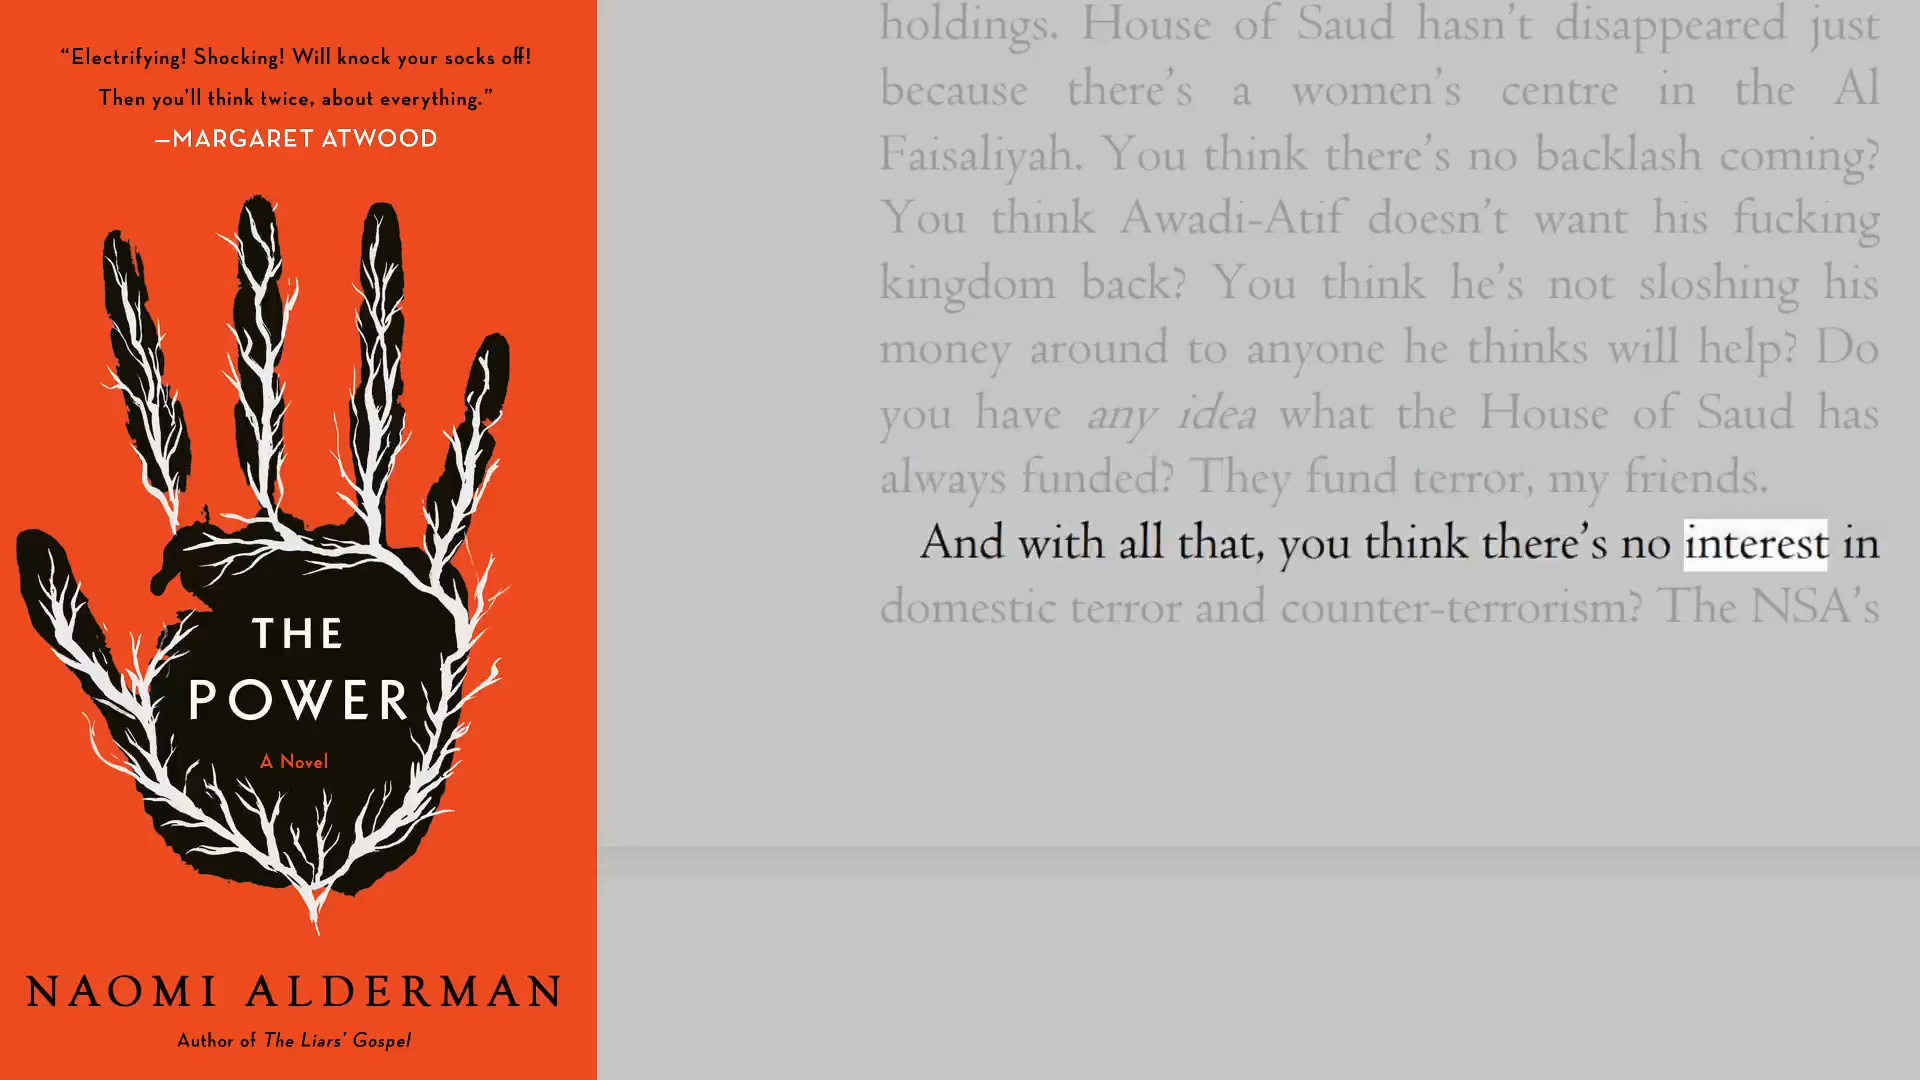 “Electrifying! Shocking! Will knock your socks off!
Then you’ll think twice, about everything.”
—MARGARET ATWOOD
THE
POWER
A Novel
NAOMI ALDERMAN
Author of The Liars’ Gospel
holdings. House of Saud hasn’t disappeared just
because there’s a women’s centre in the Al
Faisaliyah. You think there’s no backlash coming?
You think Awadi-Atif doesn’t want his fucking
kingdom back? You think he’s not sloshing his
money around to anyone he thinks will help? Do
you have any idea what the House of Saud has
always funded? They fund terror, my friends.
And with all that, you think there’s no interest in
domestic terror and counter-terrorism? The NSA’s